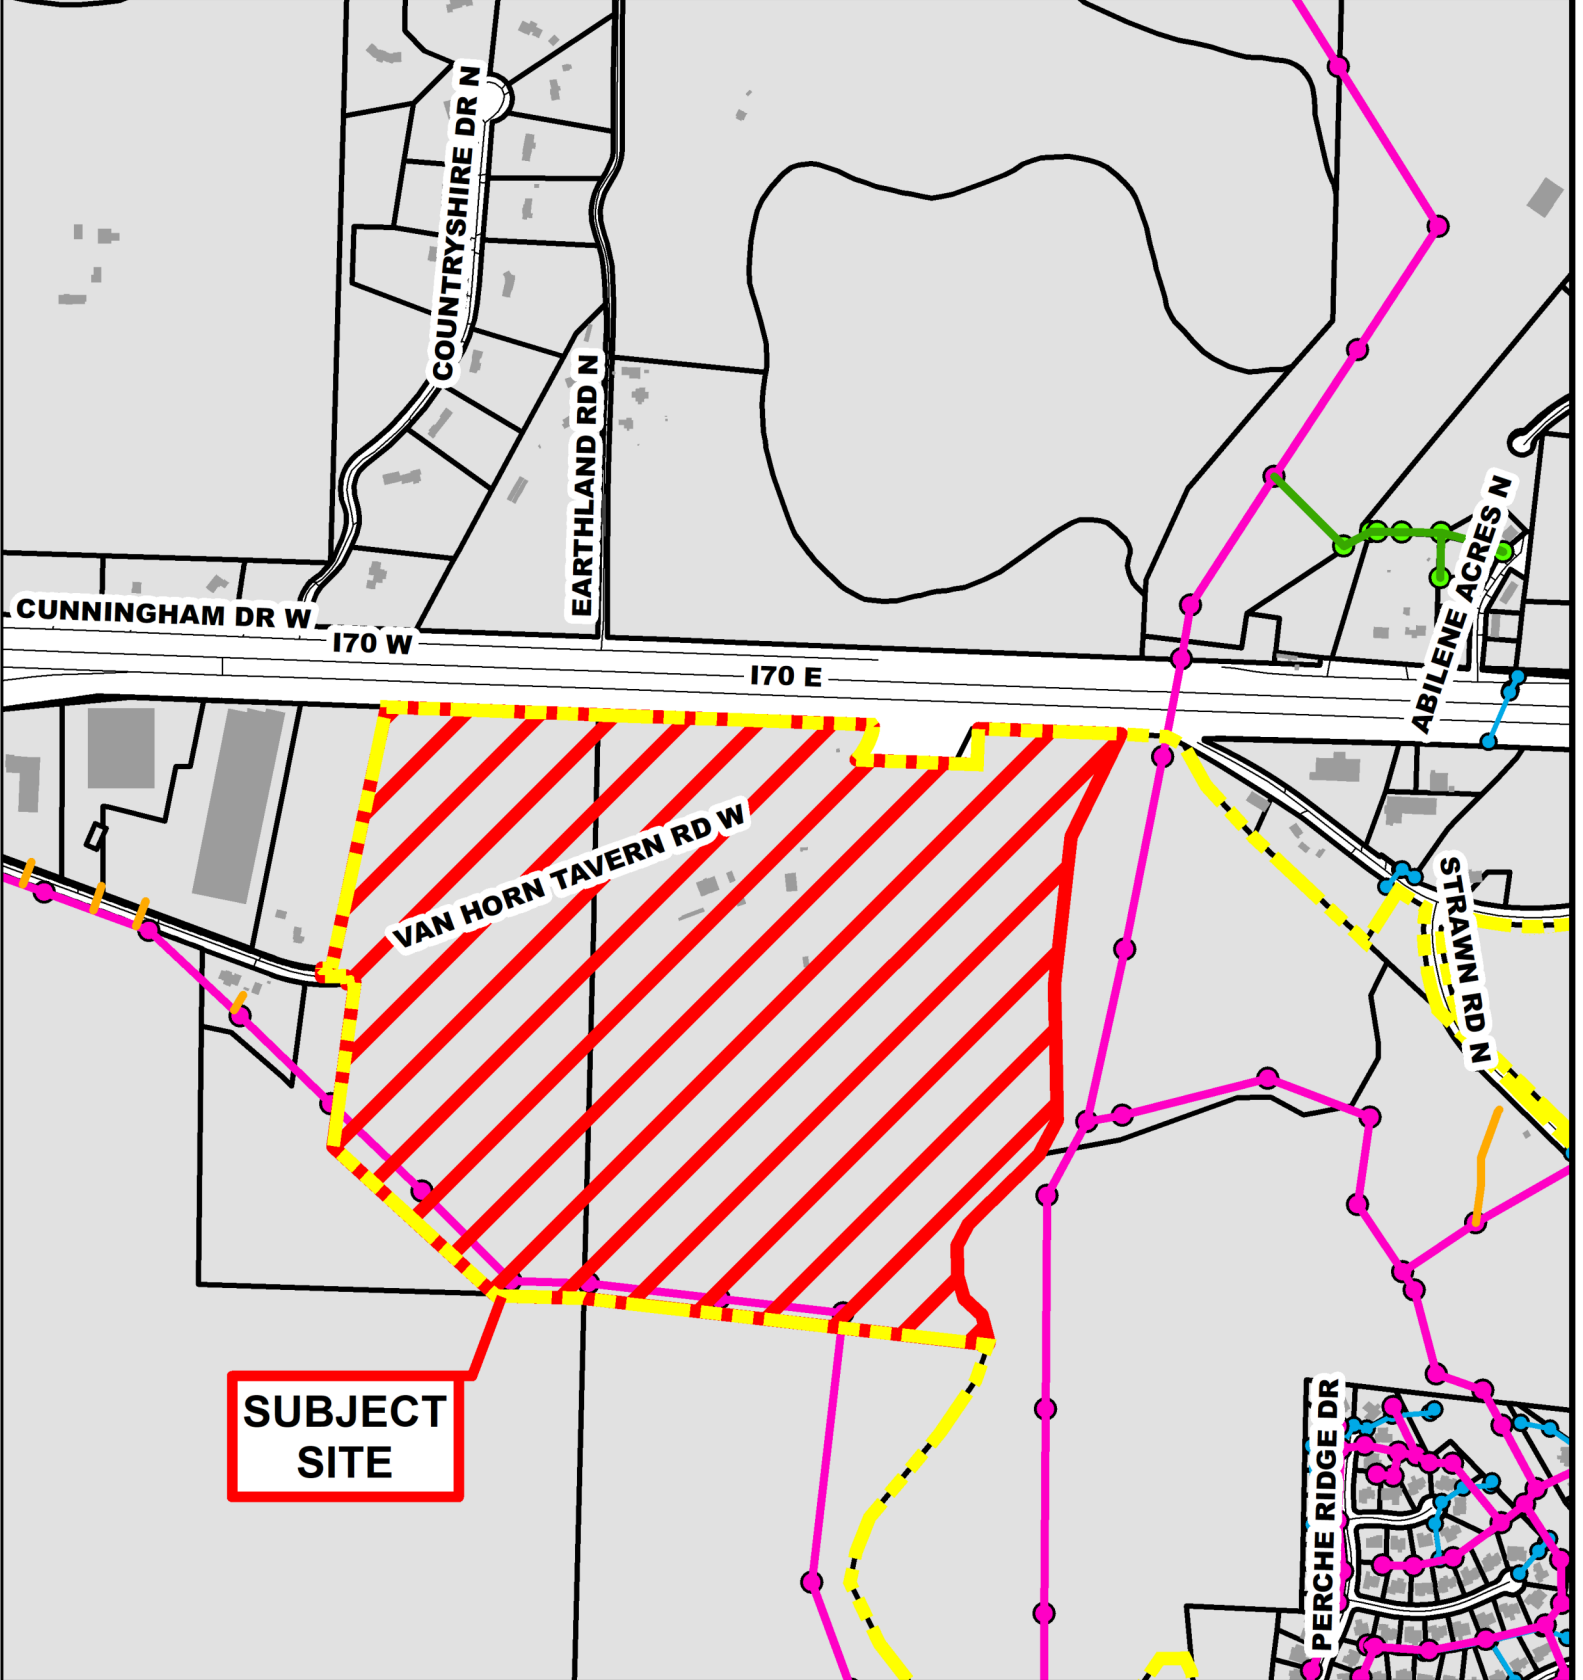 COUNTRYSHIRE DR N
EARTHLAND RD N
ABILENE ACRES N
CUNNINGHAM DR W
I70 W
I70 E
VAN HORN TAVERN RD W
STRAWN RD N
SUBJECT
SITE
PERCHE RIDGE DR